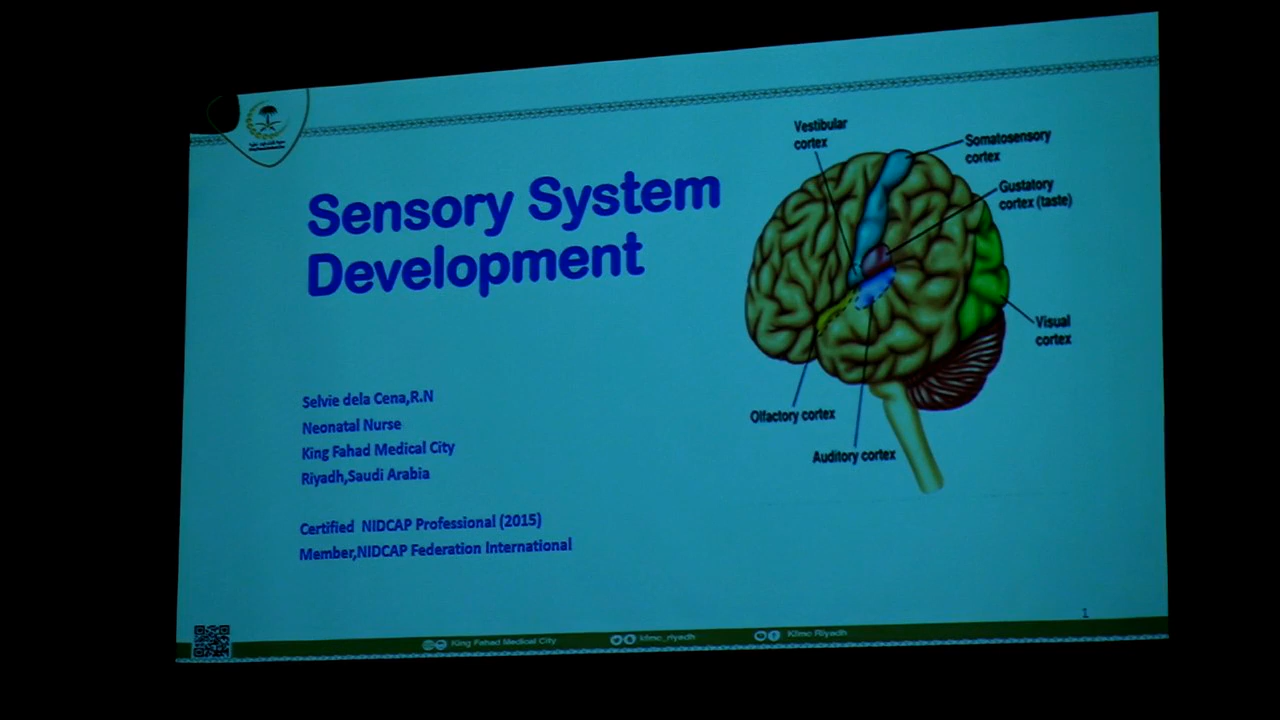 Sensory System
Development
Selvie dela Cena,R.N
Neonatal Nurse
King Fahad Medical City
Riyadh,Saudi Arabia
Certified NIDCAP Professional (2015)
Member,NIDCAP Federation International
Vestibular
cortex
Somatosensory
cortex
Gustatory
cortex (taste)
Visual
cortex
Olfactory cortex
Auditory cortex
1
King Fahad Medical City
kfmc_riyadh
Kfmc Riyadh